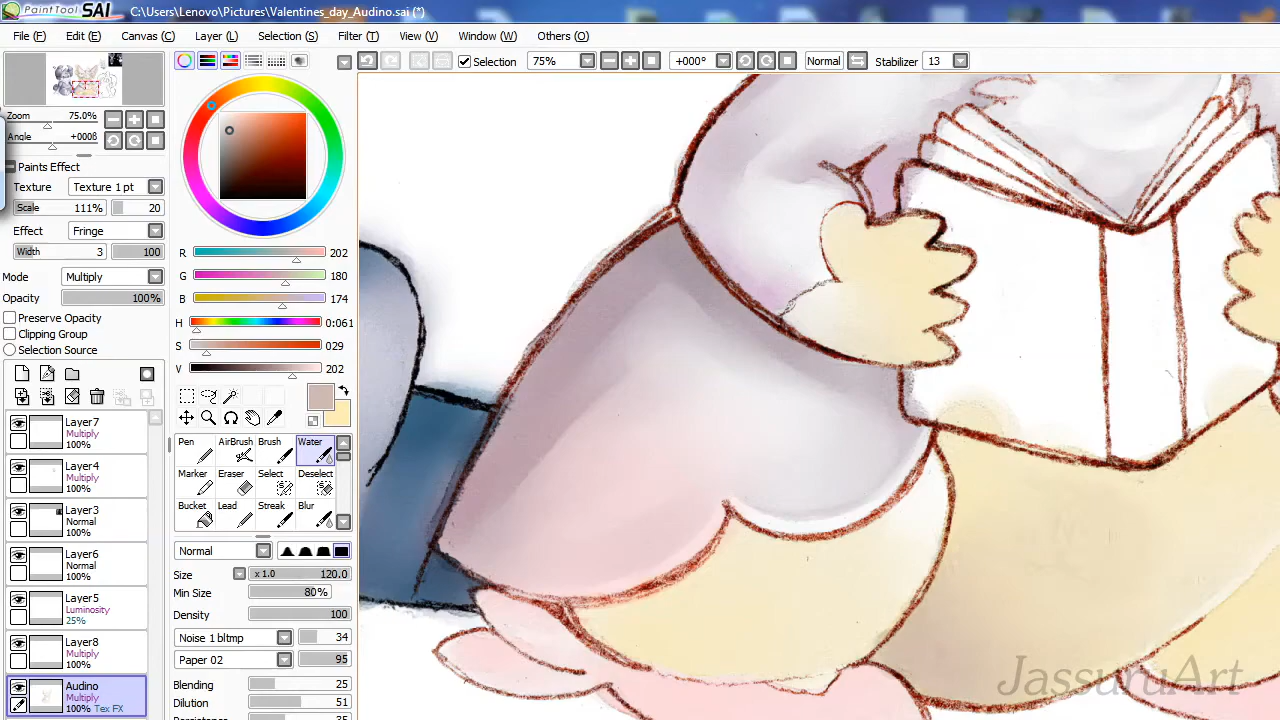 PaintTool SAI C:\Users\Lenovo\Pictures\Valentines_day_Audino.sai (*)
File (F) Edit (E) Canvas (C) Layer (L) Selection (S) Filter (T) View (V) Window (W) Others (O)
Selection 75% +000° Normal Stabilizer 13
Zoom 75.0%
Angle +0000
Paints Effect
Texture Texture 1 pt
Scale 111% 20
Effect Fringe
Width 3 100
Mode Multiply
Opacity 100%
Preserve Opacity
Clipping Group
Selection Source
Layer7
Multiply
100%
Layer4
Multiply
100%
Layer3
Normal
100%
Layer6
Normal
100%
Layer5
Luminosity
25%
Layer8
Multiply
100%
Audino
Multiply
100% Tex FX
R 202
G 180
B 174
H 0:061
S 029
V 202
Pen AirBrush Brush Water
Marker Eraser Select Deselect
Bucket Lead Streak Blur
Normal
Size x 1.0 120.0
Min Size 80%
Density 100
Noise 1 bltmp 34
Paper 02 95
Blending 25
Dilution 51
JassuruArt